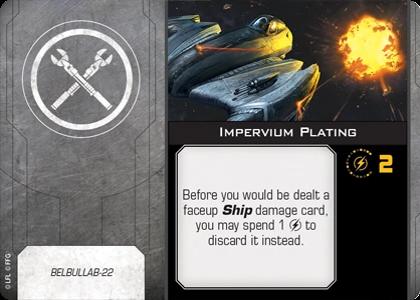 IMPERVIUM PLATING
2
Before you would be dealt a
faceup Ship damage card,
you may spend 1 to
discard it instead.
BELBULLAB-22
©LFL ©FFG